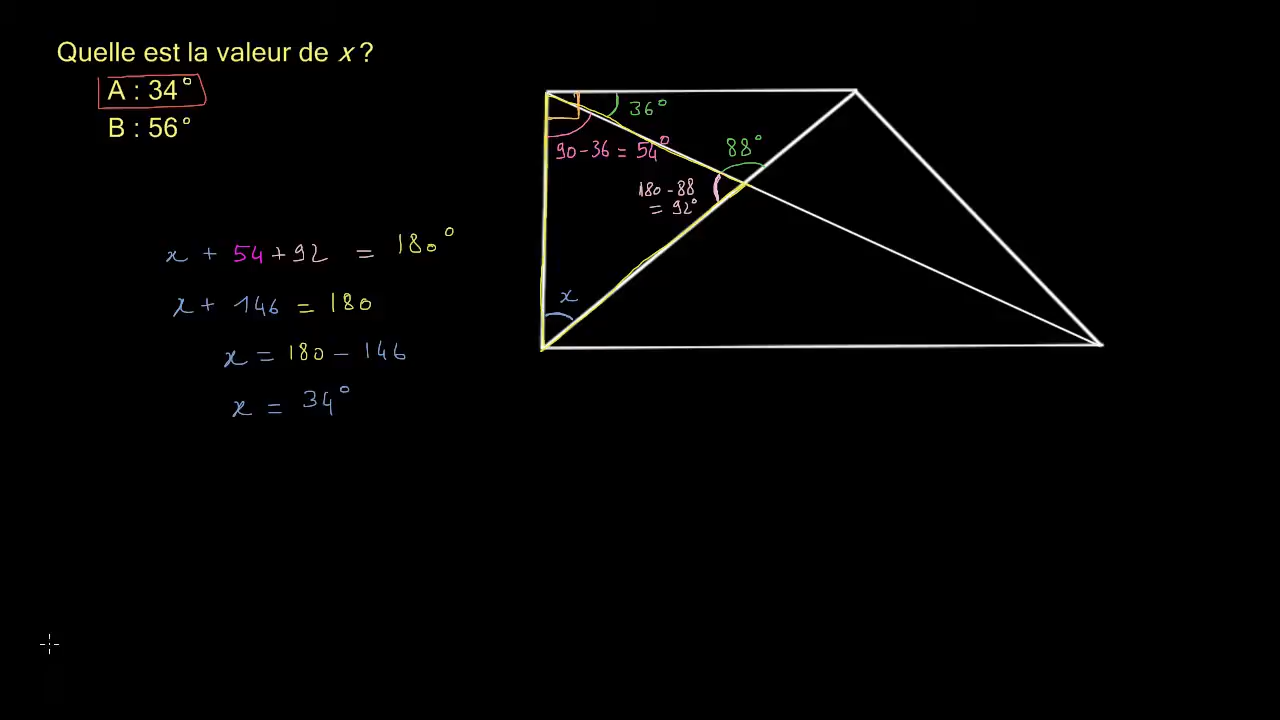 Quelle est la valeur de x ?
A : 34°
B : 56°
36°
90 - 36 = 54°
88°
180 - 88
= 92°
x + 54 + 92 = 180°
x + 146 = 180
x
x = 180 - 146
x = 34°